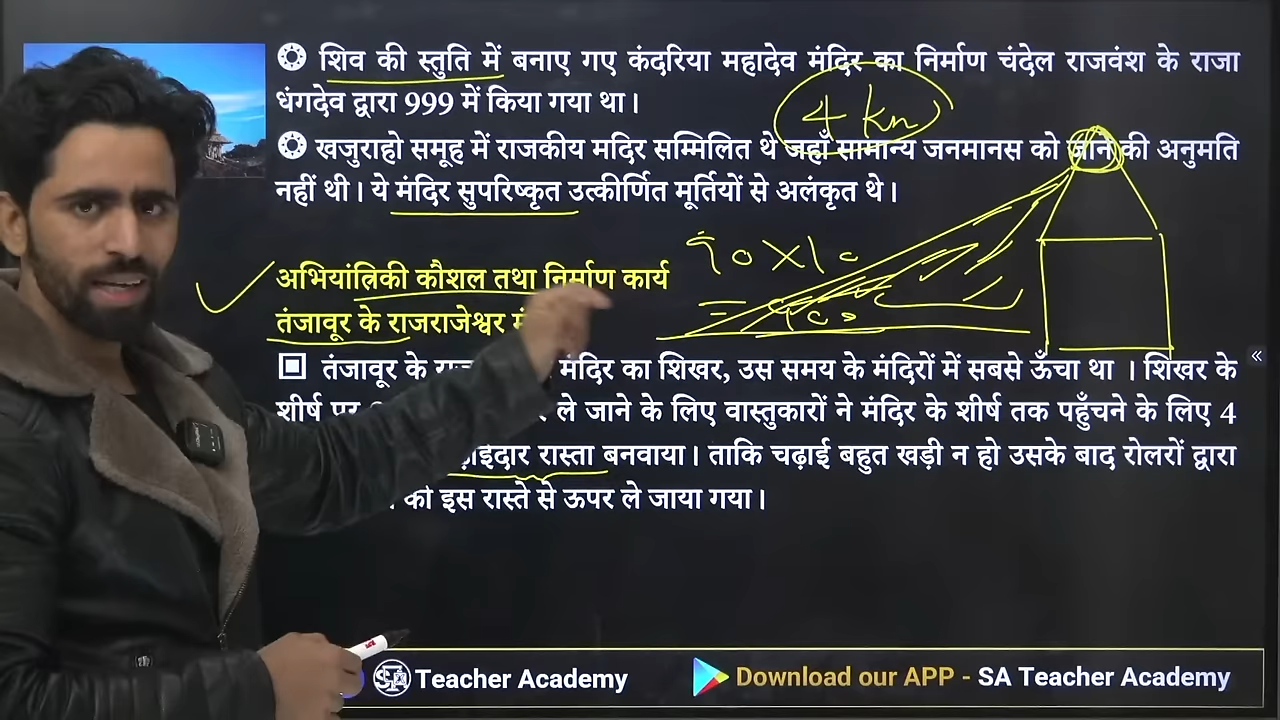 शिव की स्तुति में बनाए गए कंदरिया महादेव मंदिर का निर्माण चंदेल राजवंश के राजा
धंगदेव द्वारा 999 में किया गया था।
4 km
खजुराहो समूह में राजकीय मदिर सम्मिलित थे जहाँ सामान्य जनमानस को जाने की अनुमति
नहीं थी। ये मंदिर सुपरिष्कृत उत्कीर्णित मूर्तियों से अलंकृत थे।
90 X 10
अभियांत्रिकी कौशल तथा निर्माण कार्य
तंजावूर के राजराजेश्वर
तंजावूर के मंदिर का शिखर, उस समय के मंदिरों में सबसे ऊँचा था । शिखर के
शीर्ष पर ले जाने के लिए वास्तुकारों ने मंदिर के शीर्ष तक पहुँचने के लिए 4
रास्ता बनवाया। ताकि चढ़ाई बहुत खड़ी न हो उसके बाद रोलरों द्वारा
को इस रास्ते से ऊपर ले जाया गया।
Teacher Academy
Download our APP - SA Teacher Academy